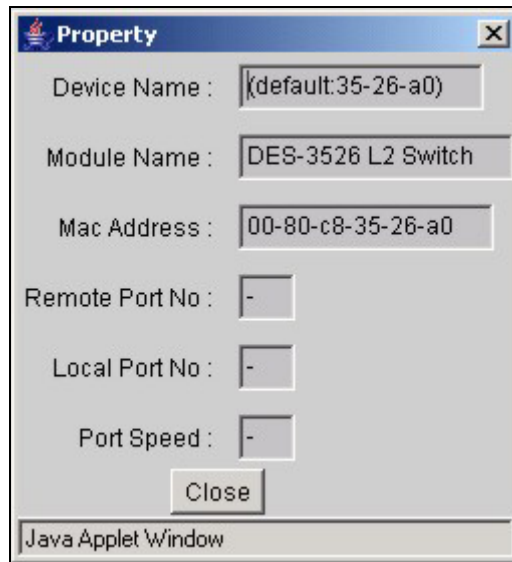 Property
Device Name : (default:35-26-a0)
Module Name : DES-3526 L2 Switch
Mac Address : 00-80-c8-35-26-a0
Remote Port No : -
Local Port No : -
Port Speed : -
Close
Java Applet Window